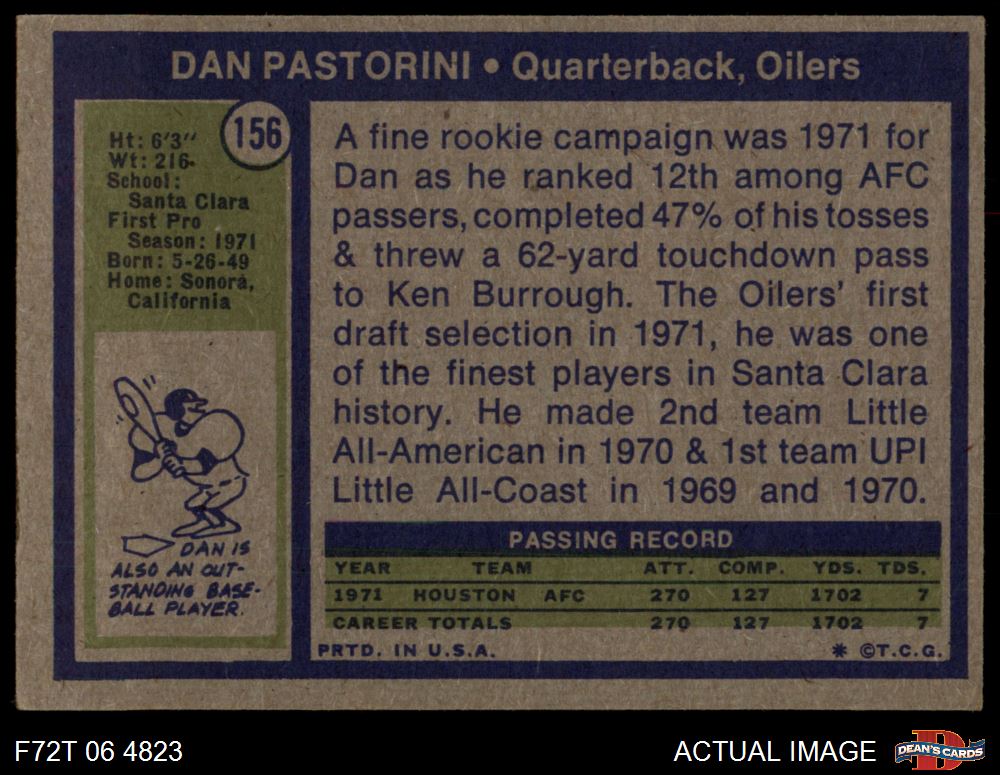 DAN PASTORINI • Quarterback, Oilers
156
Ht: 6'3"
Wt: 216
School:
Santa Clara
First Pro
Season: 1971
Born: 5-26-49
Home: Sonora,
California
A fine rookie campaign was 1971 for
Dan as he ranked 12th among AFC
passers, completed 47% of his tosses
& threw a 62-yard touchdown pass
to Ken Burrough. The Oilers' first
draft selection in 1971, he was one
of the finest players in Santa Clara
history. He made 2nd team Little
All-American in 1970 & 1st team UPI
Little All-Coast in 1969 and 1970.
DAN IS
ALSO AN OUT-
STANDING BASE-
BALL PLAYER.
PASSING RECORD
YEAR TEAM ATT. COMP. YDS. TDS.
1971 HOUSTON AFC 270 127 1702 7
CAREER TOTALS 270 127 1702 7
PRTD. IN U.S.A. * ©T.C.G.
F72T 06 4823
ACTUAL IMAGE
D
DEAN'S CARDS